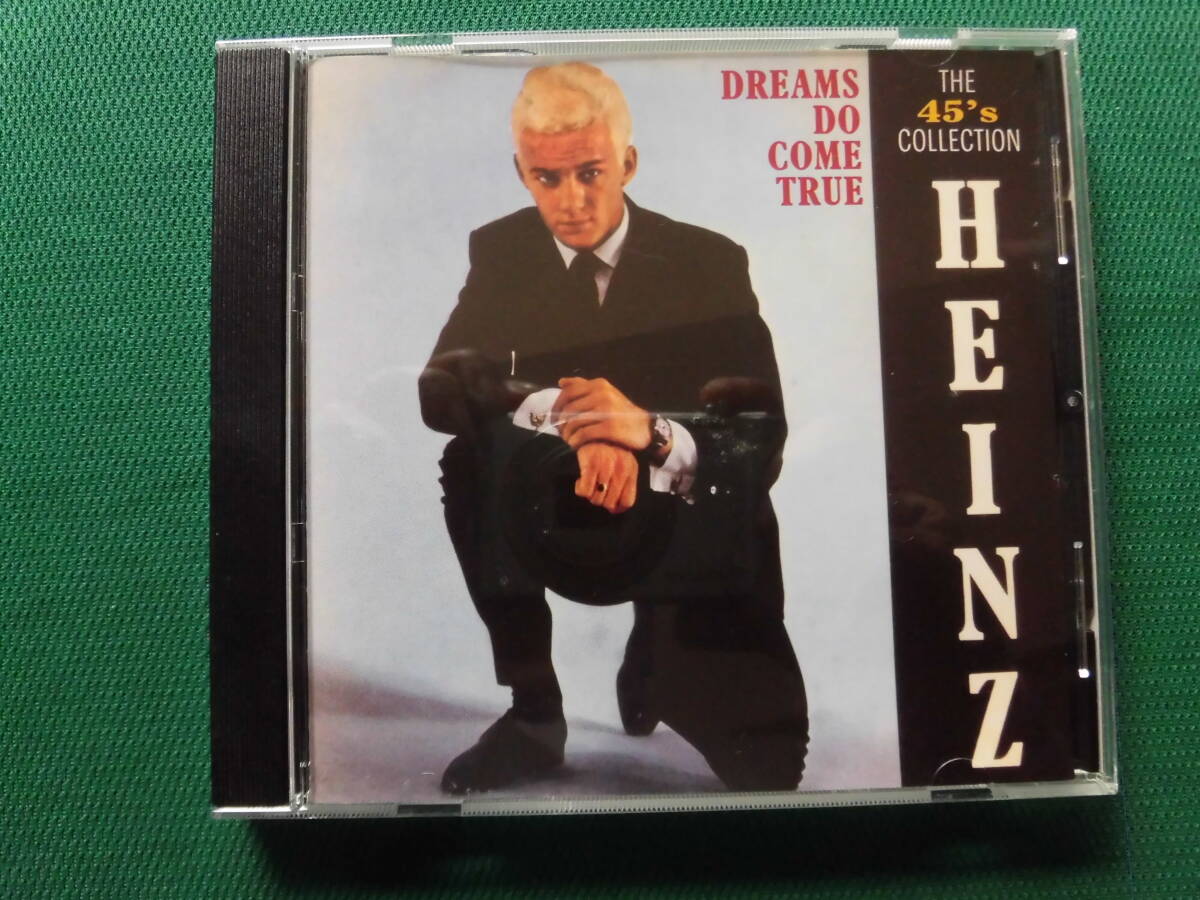 DREAMS
DO
COME
TRUE
THE
45's
COLLECTION
HEINZ